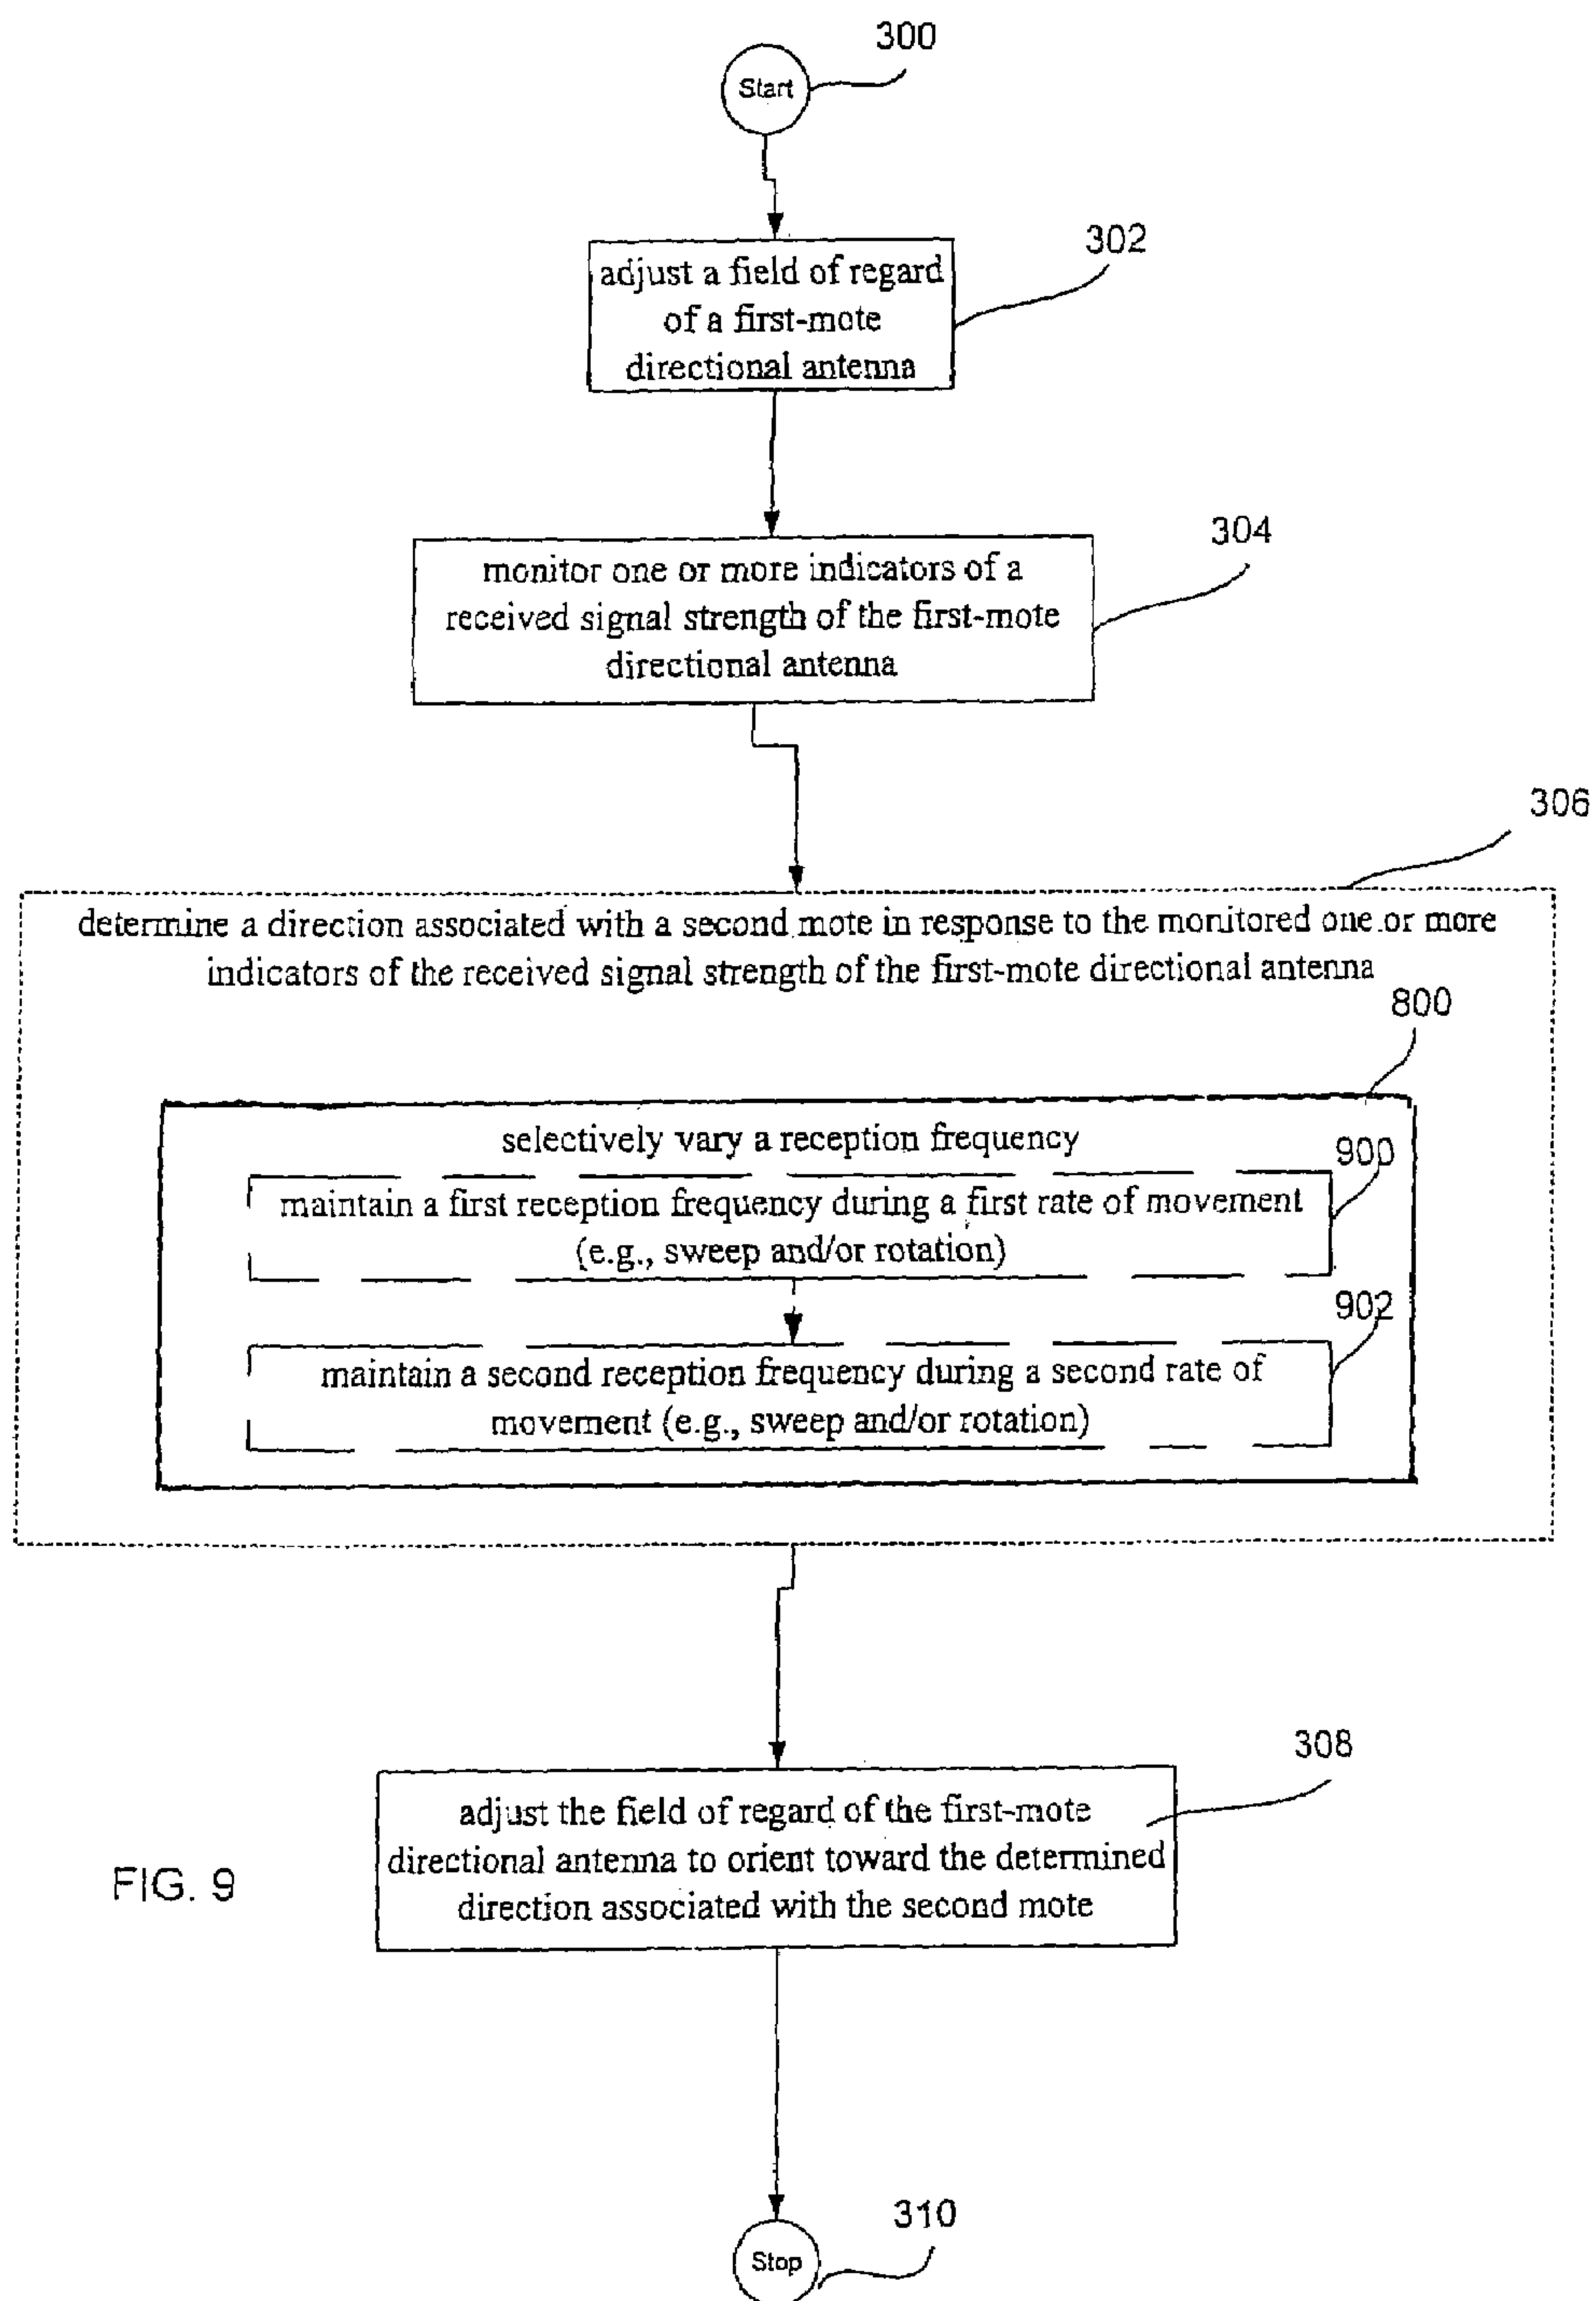 300
Start
302
adjust a field of regard
of a first-mote
directional antenna
304
monitor one or more indicators of a
received signal strength of the first-mote
directional antenna
306
determine a direction associated with a second mote in response to the monitored one or more
indicators of the received signal strength of the first-mote directional antenna
800
selectively vary a reception frequency
900
maintain a first reception frequency during a first rate of movement
(e.g., sweep and/or rotation)
902
maintain a second reception frequency during a second rate of
movement (e.g., sweep and/or rotation)
308
adjust the field of regard of the first-mote
directional antenna to orient toward the determined
direction associated with the second mote
FIG. 9
310
Stop